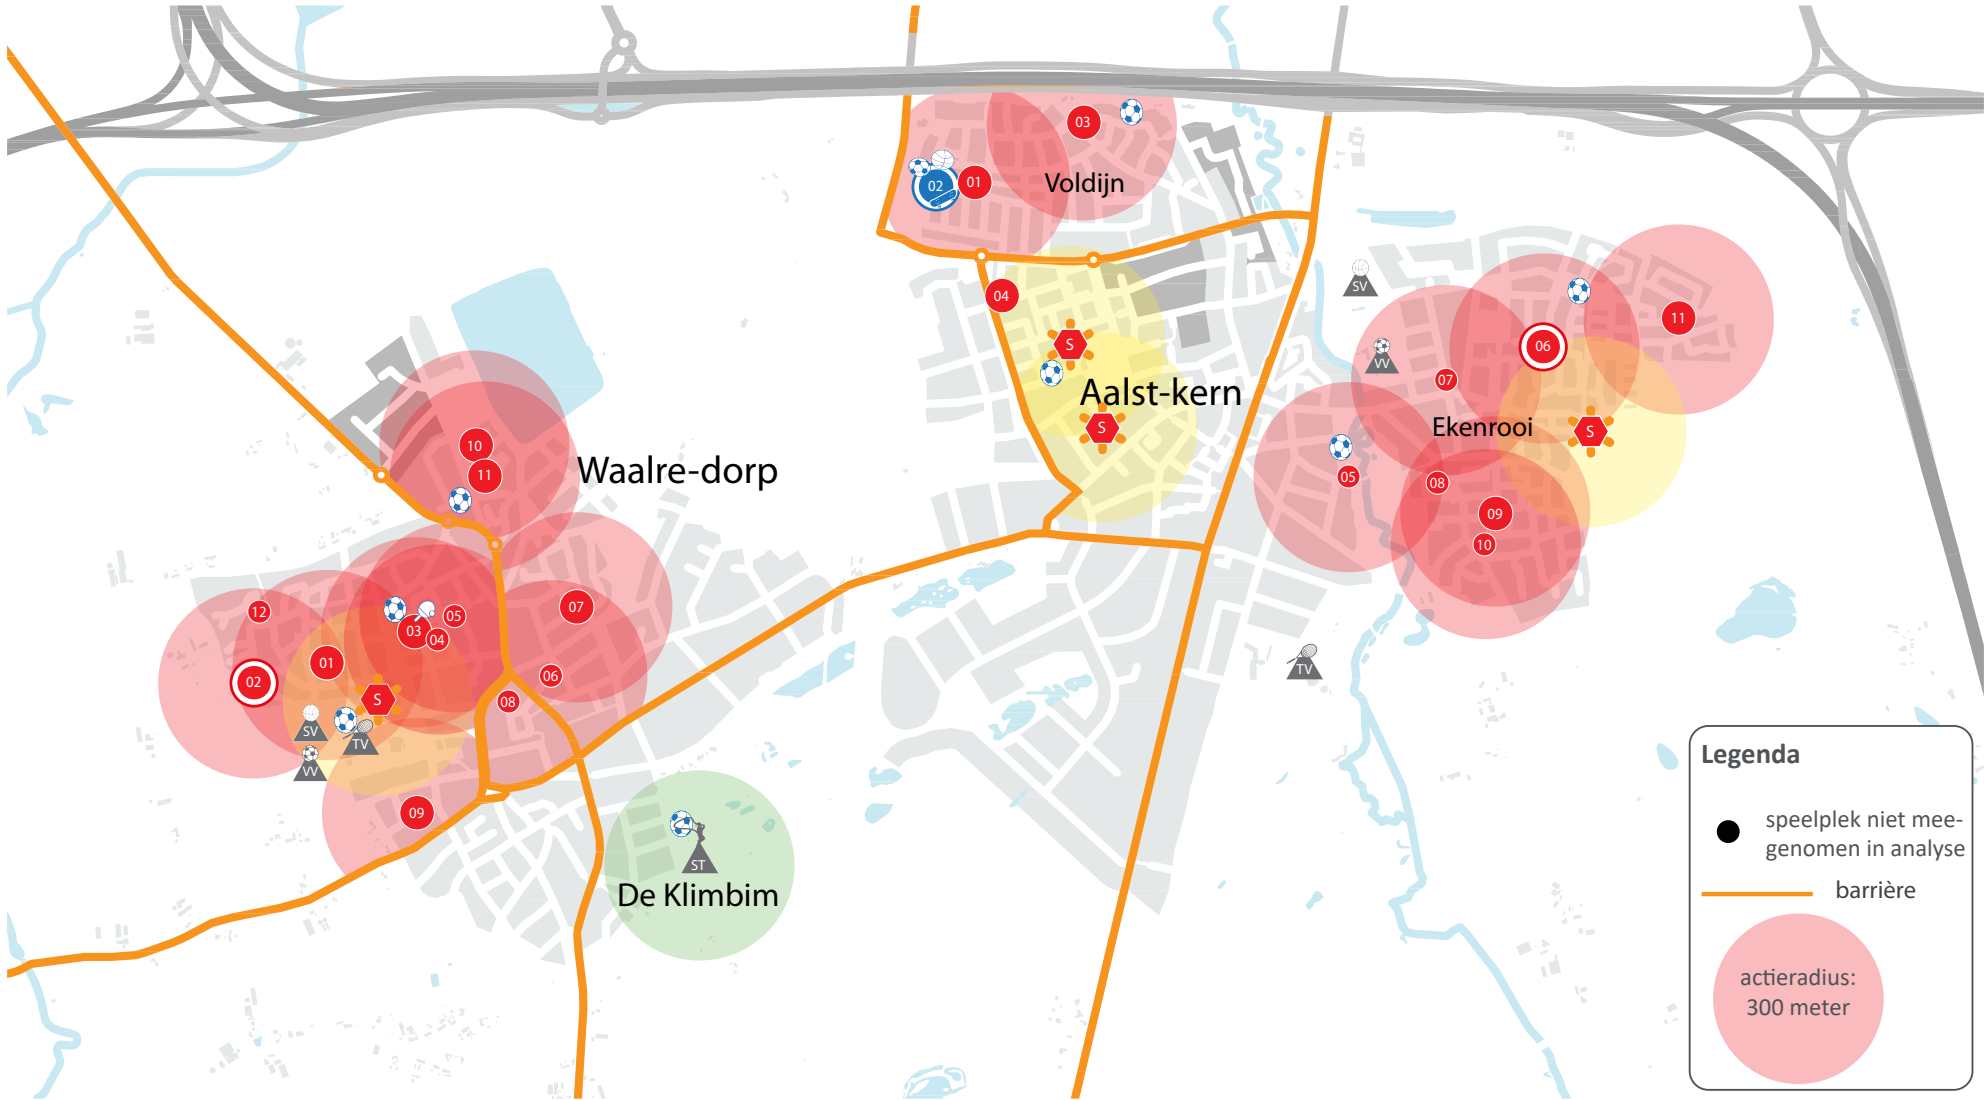 03
Voldijn
02
01
04
S
Aalst-kern
S
SV
VV
07
Ekenrooi
06
11
S
05
08
09
10
TV
10
11
Waalre-dorp
12
05
03
04
07
01
02
06
S
08
SV
TV
VV
09
ST
De Klimbim
Legenda
speelplek niet mee-
genomen in analyse
barrière
actieradius:
300 meter